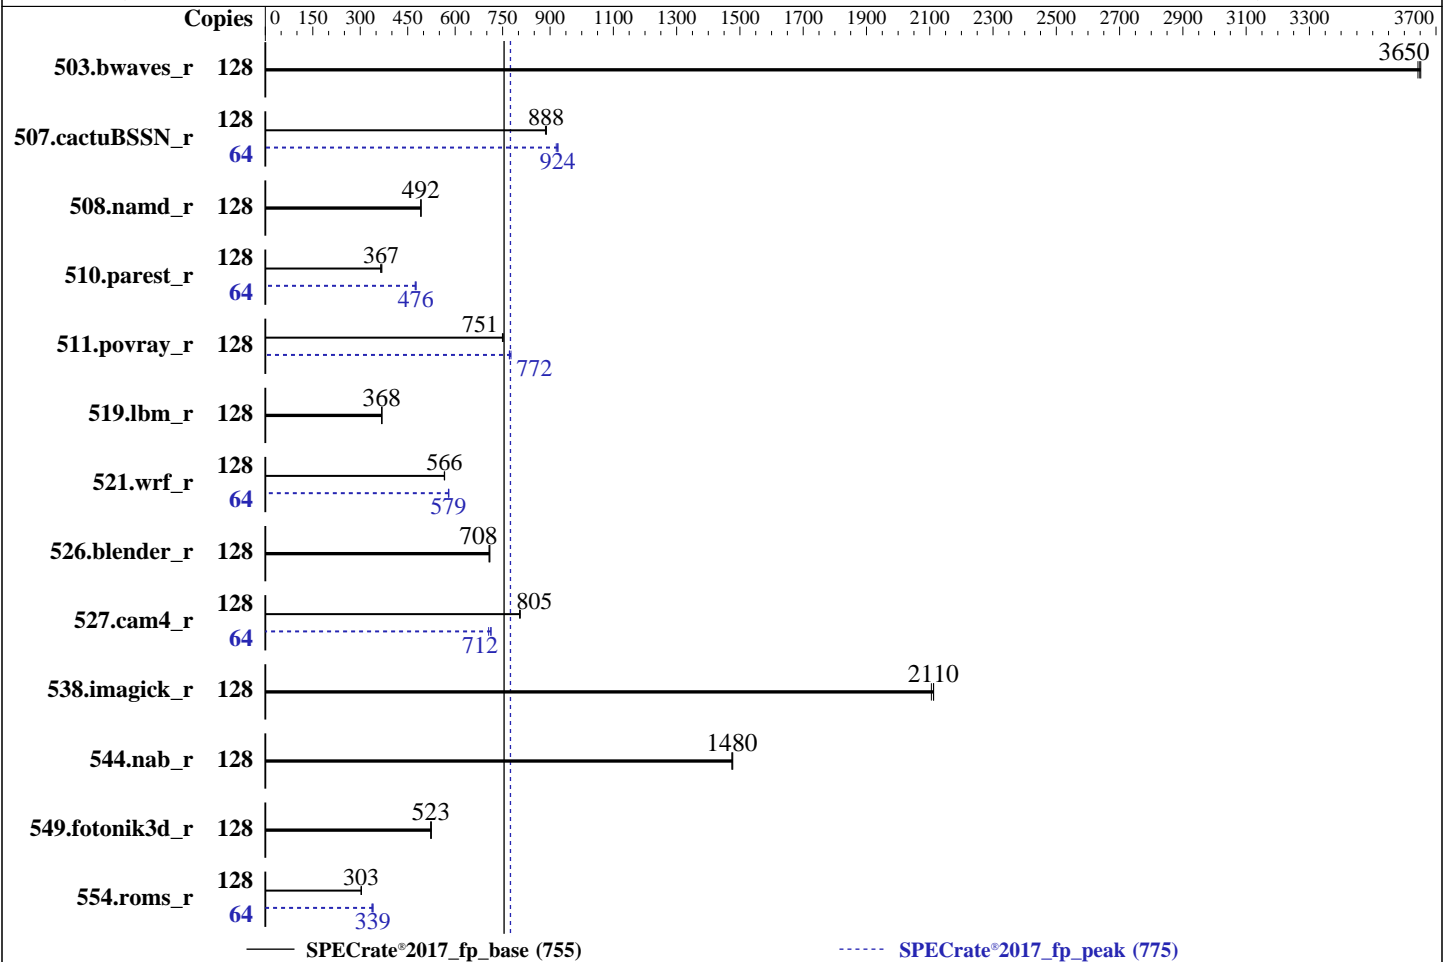 Copies 0 150 300 450 600 750 900 1100 1300 1500 1700 1900 2100 2300 2500 2700 2900 3100 3300 3700
503.bwaves_r 128 3650
507.cactuBSSN_r 128 888
64 924
508.namd_r 128 492
510.parest_r 128 367
64 476
511.povray_r 128 751
772
519.lbm_r 128 368
521.wrf_r 128 566
64 579
526.blender_r 128 708
527.cam4_r 128 805
64 712
538.imagick_r 128 2110
544.nab_r 128 1480
549.fotonik3d_r 128 523
554.roms_r 128 303
64 339
SPECrate®2017_fp_base (755) SPECrate®2017_fp_peak (775)